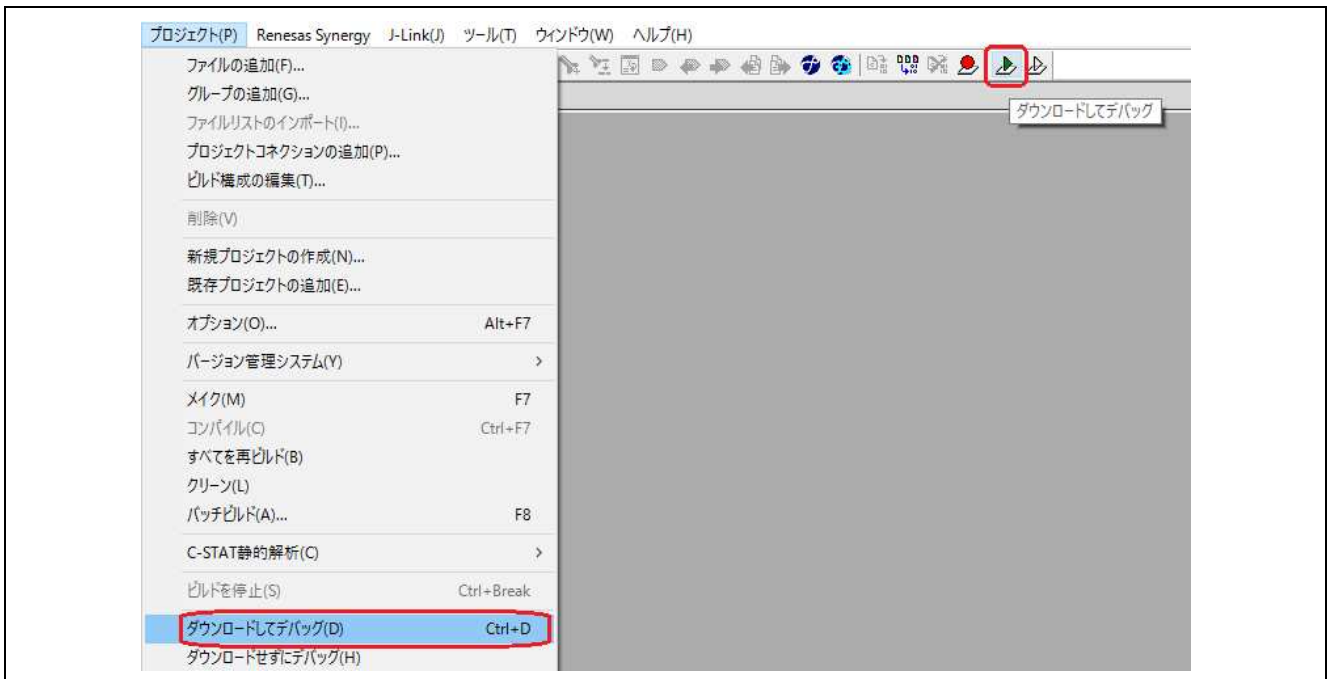 プロジェクト(P) Renesas Synergy J-Link(J) ツール(T) ウィンドウ(W) ヘルプ(H)
ファイルの追加(F)...
グループの追加(G)...
ダウンロードしてデバッグ
ファイルリストのインポート(I)...
プロジェクトコネクションの追加(P)...
ビルド構成の編集(T)...
削除(V)
新規プロジェクトの作成(N)...
既存プロジェクトの追加(E)...
オプション(O)... Alt+F7
バージョン管理システム(Y) >
メイク(M) F7
コンパイル(C) Ctrl+F7
すべてを再ビルド(B)
クリーン(L)
バッチビルド(A)... F8
C-STAT静的解析(C) >
ビルドを停止(S) Ctrl+Break
ダウンロードしてデバッグ(D) Ctrl+D
ダウンロードせずにデバッグ(H)